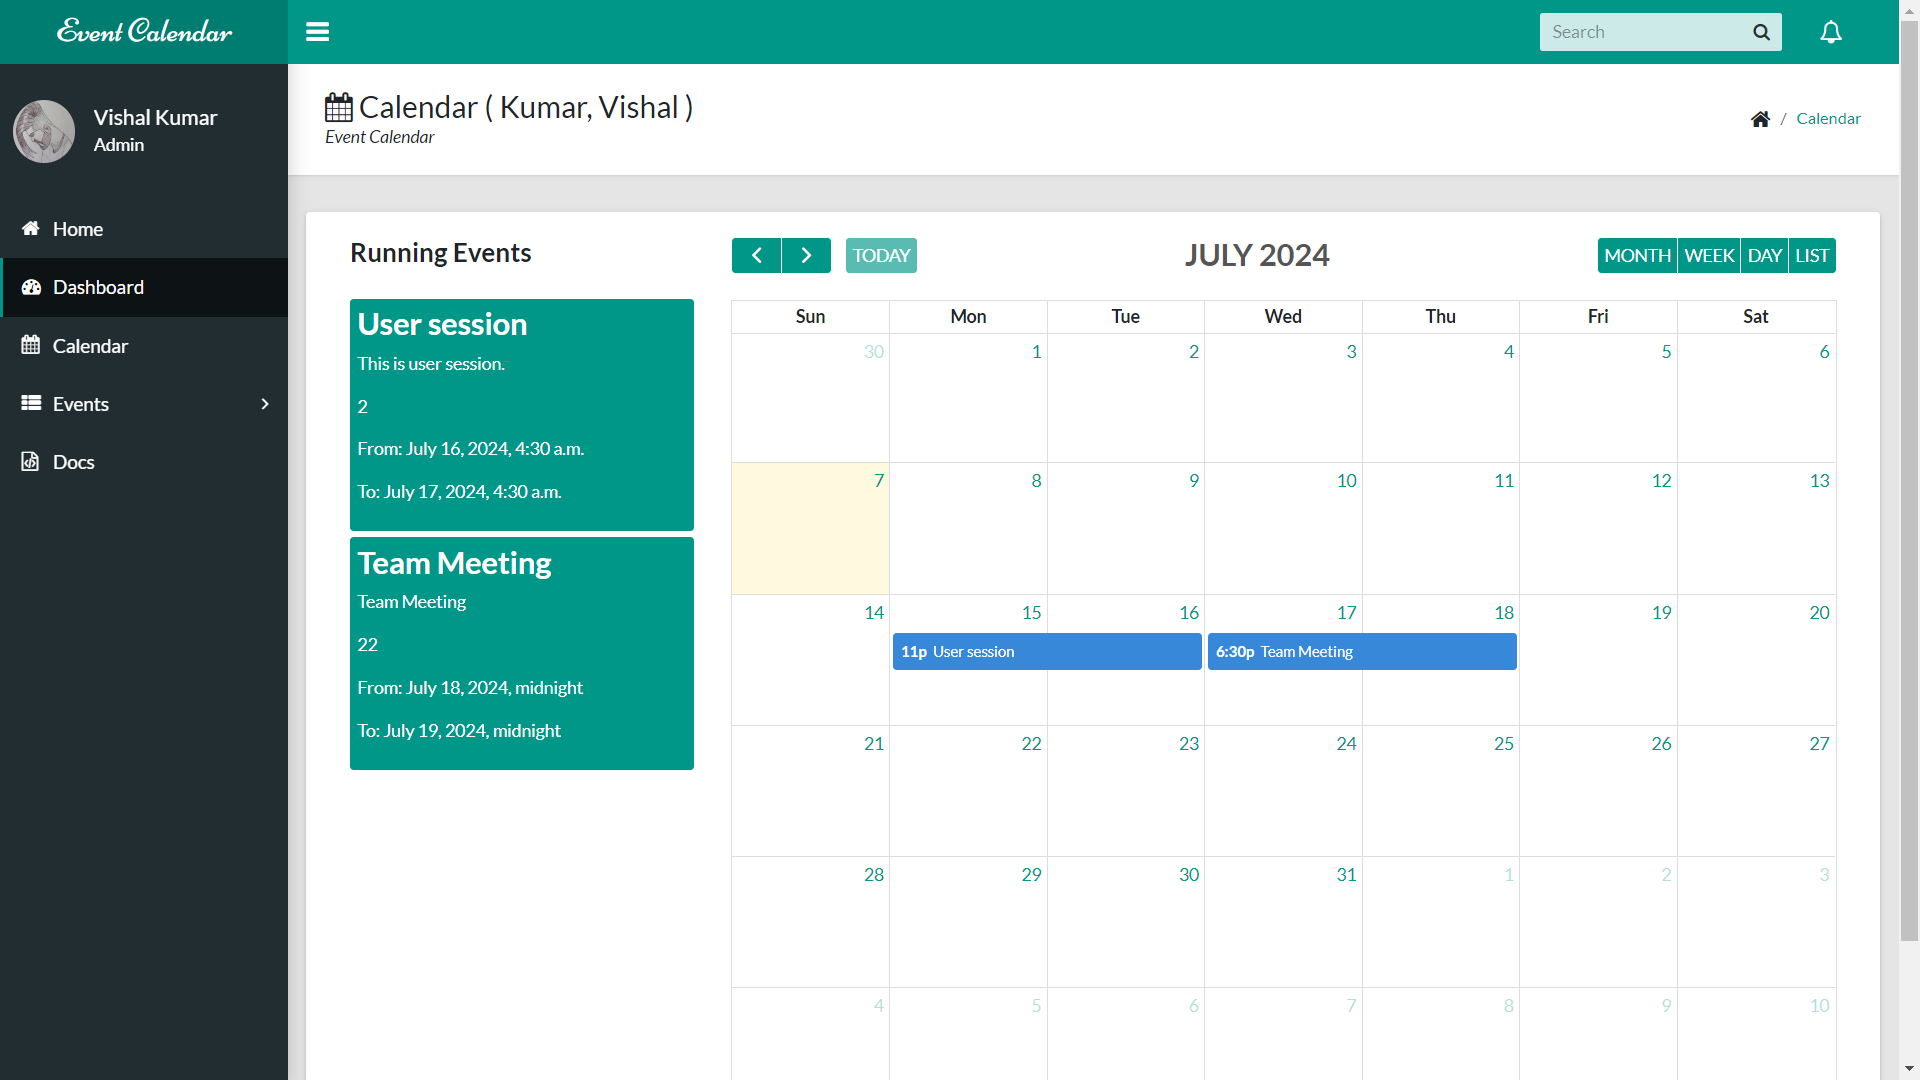 Event Calendar
Search
Vishal Kumar
Admin
Home
Dashboard
Calendar
Events
Docs
Calendar ( Kumar, Vishal )
Event Calendar
/ Calendar
Running Events
User session
This is user session.
2
From: July 16, 2024, 4:30 a.m.
To: July 17, 2024, 4:30 a.m.
Team Meeting
Team Meeting
22
From: July 18, 2024, midnight
To: July 19, 2024, midnight
TODAY
JULY 2024
MONTH WEEK DAY LIST
Sun Mon Tue Wed Thu Fri Sat
30 1 2 3 4 5 6
7 8 9 10 11 12 13
14 15 16 17 18 19 20
11p User session
6:30p Team Meeting
21 22 23 24 25 26 27
28 29 30 31 1 2 3
4 5 6 7 8 9 10